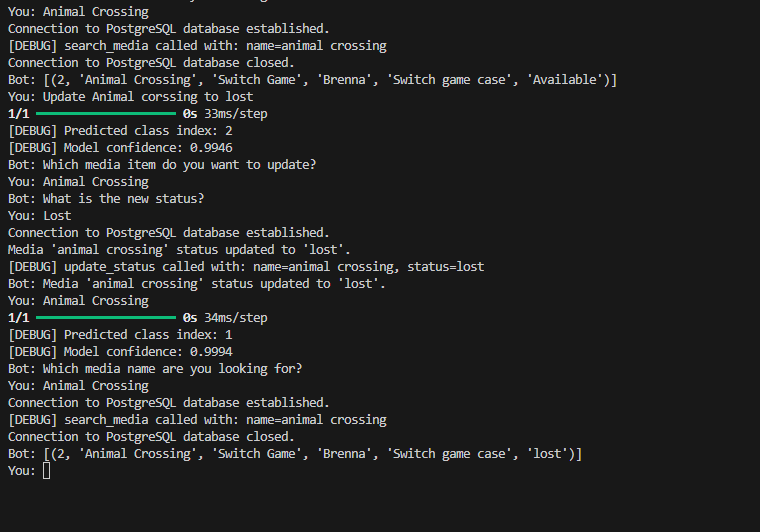 You: Animal Crossing
Connection to PostgreSQL database established.
[DEBUG] search_media called with: name=animal crossing
Connection to PostgreSQL database closed.
Bot: [(2, 'Animal Crossing', 'Switch Game', 'Brenna', 'Switch game case', 'Available')]
You: Update Animal corssing to lost
1/1 ━━━━━━━━━━━━━━━━━━━━ 0s 33ms/step
[DEBUG] Predicted class index: 2
[DEBUG] Model confidence: 0.9946
Bot: Which media item do you want to update?
You: Animal Crossing
Bot: What is the new status?
You: Lost
Connection to PostgreSQL database established.
Media 'animal crossing' status updated to 'lost'.
[DEBUG] update_status called with: name=animal crossing, status=lost
Bot: Media 'animal crossing' status updated to 'lost'.
You: Animal Crossing
1/1 ━━━━━━━━━━━━━━━━━━━━ 0s 34ms/step
[DEBUG] Predicted class index: 1
[DEBUG] Model confidence: 0.9994
Bot: Which media name are you looking for?
You: Animal Crossing
Connection to PostgreSQL database established.
[DEBUG] search_media called with: name=animal crossing
Connection to PostgreSQL database closed.
Bot: [(2, 'Animal Crossing', 'Switch Game', 'Brenna', 'Switch game case', 'lost')]
You: